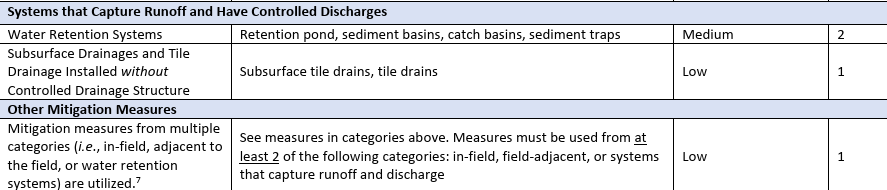 Systems that Capture Runoff and Have Controlled Discharges
Water Retention Systems
Retention pond, sediment basins, catch basins, sediment traps
Medium
2
Subsurface Drainages and Tile
Drainage Installed without
Controlled Drainage Structure
Subsurface tile drains, tile drains
Low
1
Other Mitigation Measures
Mitigation measures from multiple
categories (i.e., in-field, adjacent to
the field, or water retention
systems) are utilized.7
See measures in categories above. Measures must be used from at
least 2 of the following categories: in-field, field-adjacent, or systems
that capture runoff and discharge
Low
1